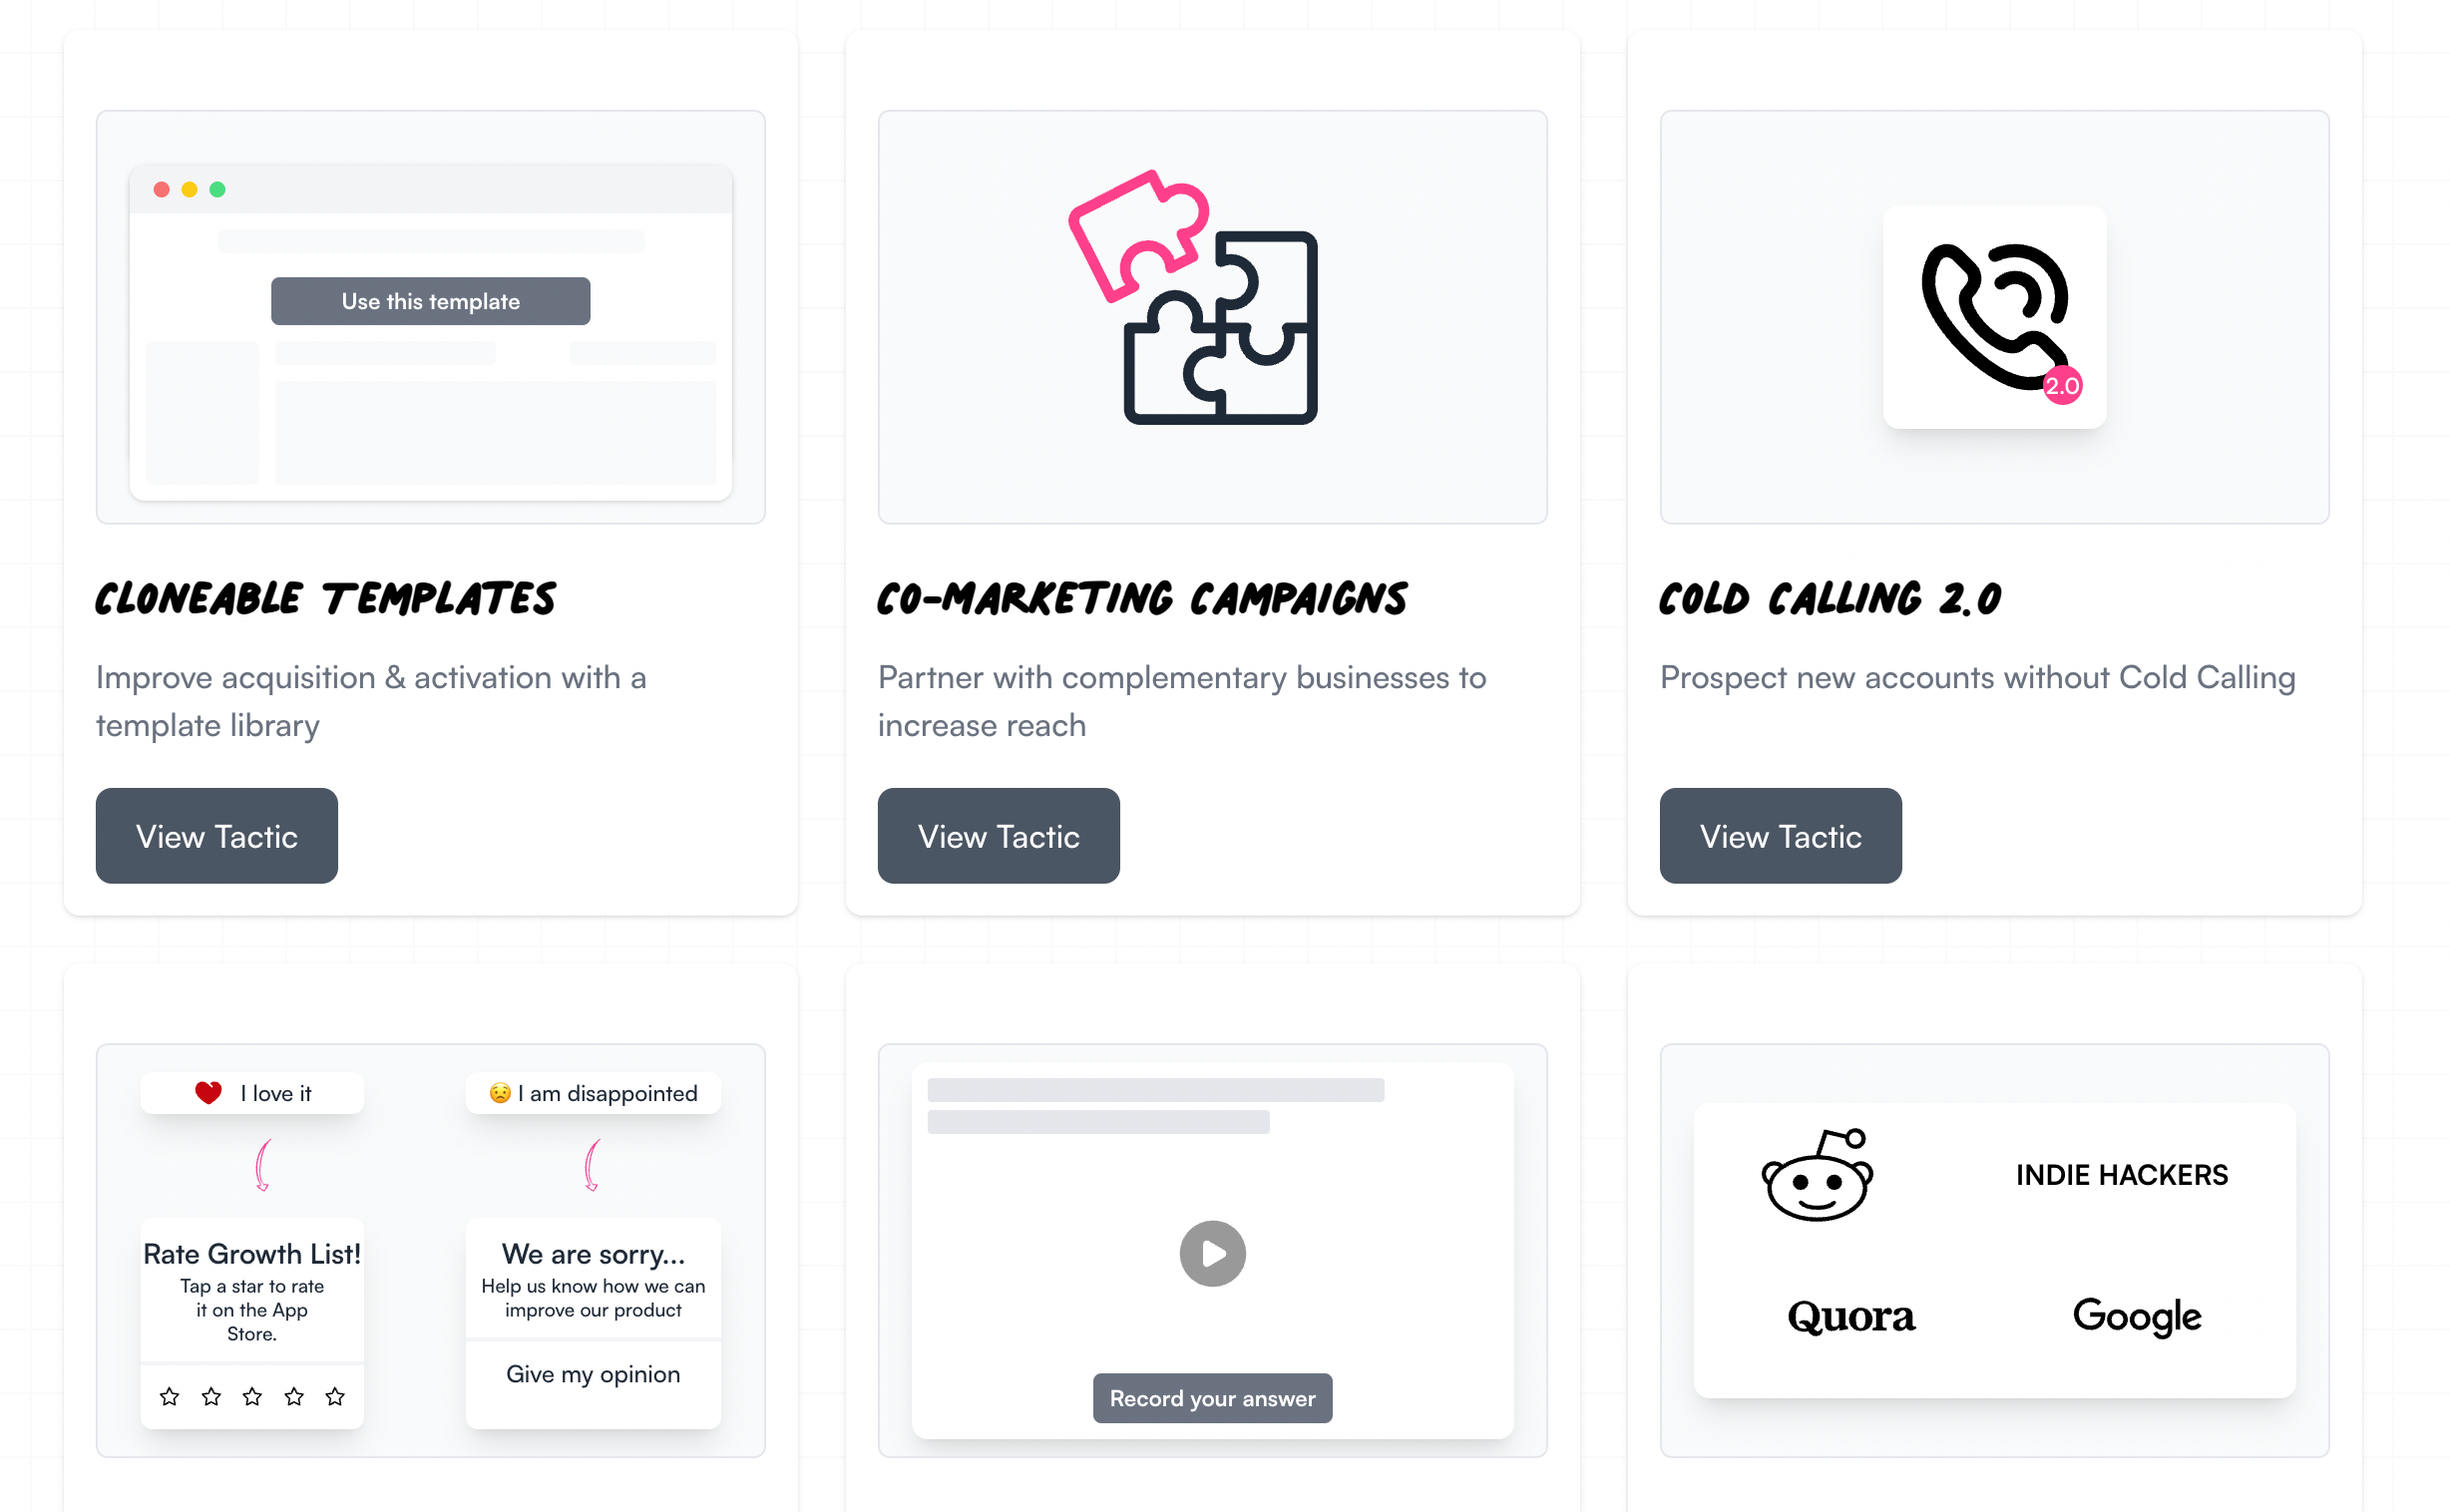 Use this template
2.0
CLONEABLE TEMPLATES
Improve acquisition & activation with a
template library
View Tactic
CO-MARKETING CAMPAIGNS
Partner with complementary businesses to
increase reach
View Tactic
COLD CALLING 2.0
Prospect new accounts without Cold Calling
View Tactic
I love it
I am disappointed
Rate Growth List!
Tap a star to rate
it on the App
Store.
We are sorry...
Help us know how we can
improve our product
Give my opinion
Record your answer
INDIE HACKERS
Quora
Google